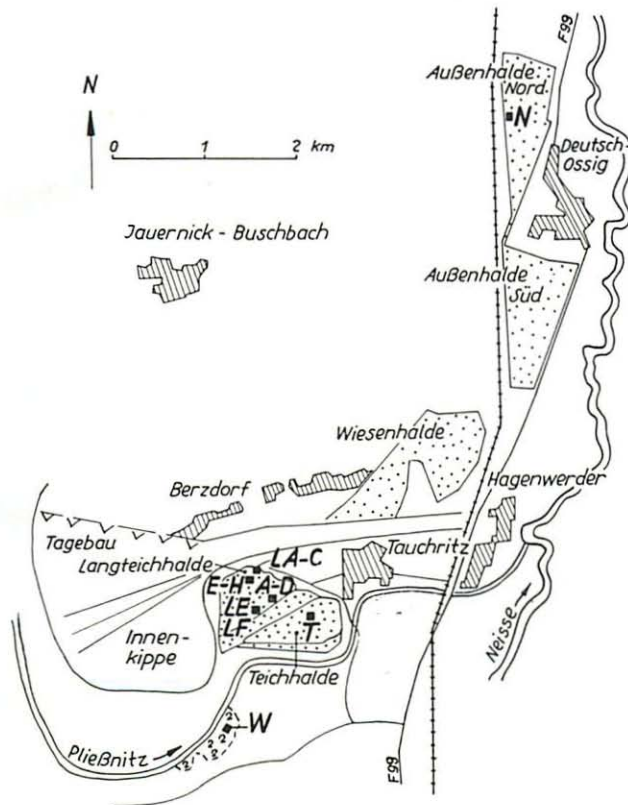 F99
Außenhalde
Nord
N
N
0 1 2 km
Deutsch-
Ossig
Jauernick - Buschbach
Außenhalde
Süd
Wiesenhalde
Berzdorf
Hagenwerder
Tagebau
Langteichhalde
LA-C
Tauchritz
E-H A-D
LE
LF
T
Innen-
kippe
Teichhalde
Neisse
W
Pließnitz
F99